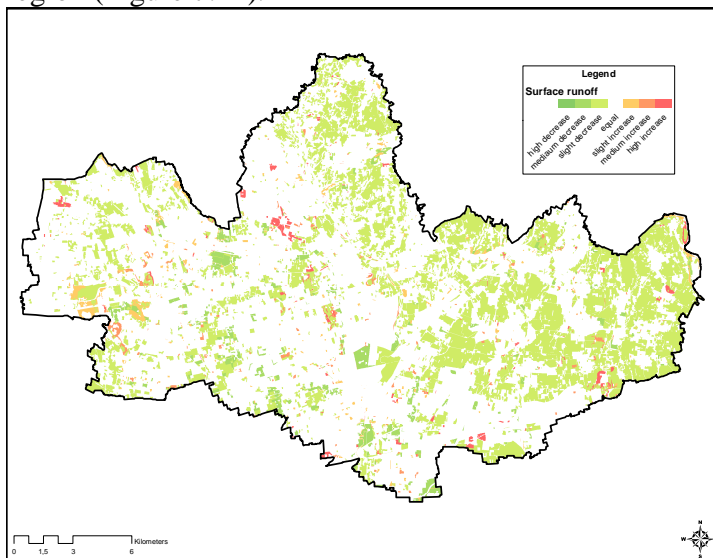 Legend
Surface runoff
high decrease
mediaum decrease
slight decrease
equal
slight increase
medium increase
high increase
Kilometers
0 1,5 3 6
N
W
S